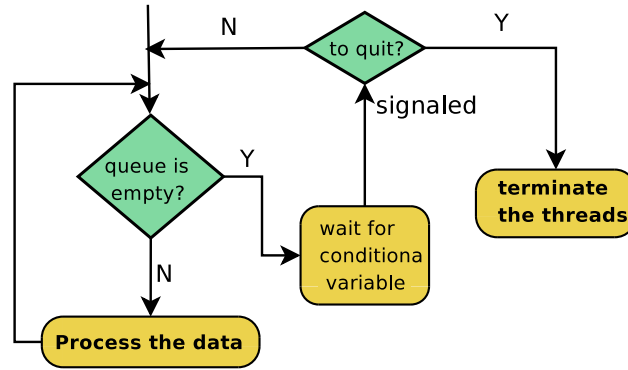 N
to quit?
Y
signaled
queue is
empty?
Y
terminate
the threads
wait for
conditiona
variable
N
Process the data